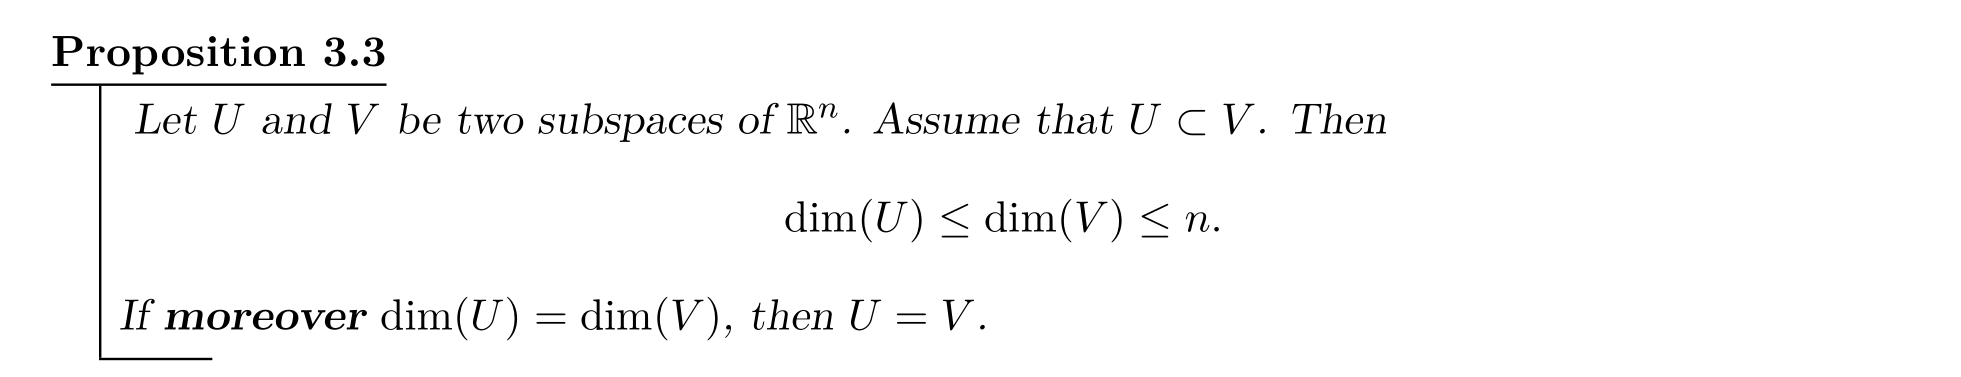 Proposition 3.3
Let U and V be two subspaces of ℝⁿ. Assume that U ⊂ V. Then
dim(U) ≤ dim(V) ≤ n.
If moreover dim(U) = dim(V), then U = V.